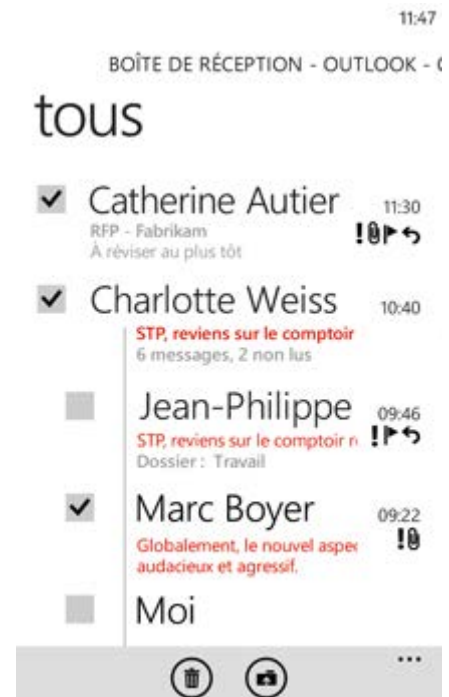 11:47
BOÎTE DE RÉCEPTION - OUTLOOK -
tous
Catherine Autier 11:30
RFP - Fabrikam
À réviser au plus tôt
Charlotte Weiss 10:40
STP, reviens sur le comptoir
6 messages, 2 non lus
Jean-Philippe 09:46
STP, reviens sur le comptoir
Dossier : Travail
Marc Boyer 09:22
Globalement, le nouvel aspec
audacieux et agressif.
Moi
...